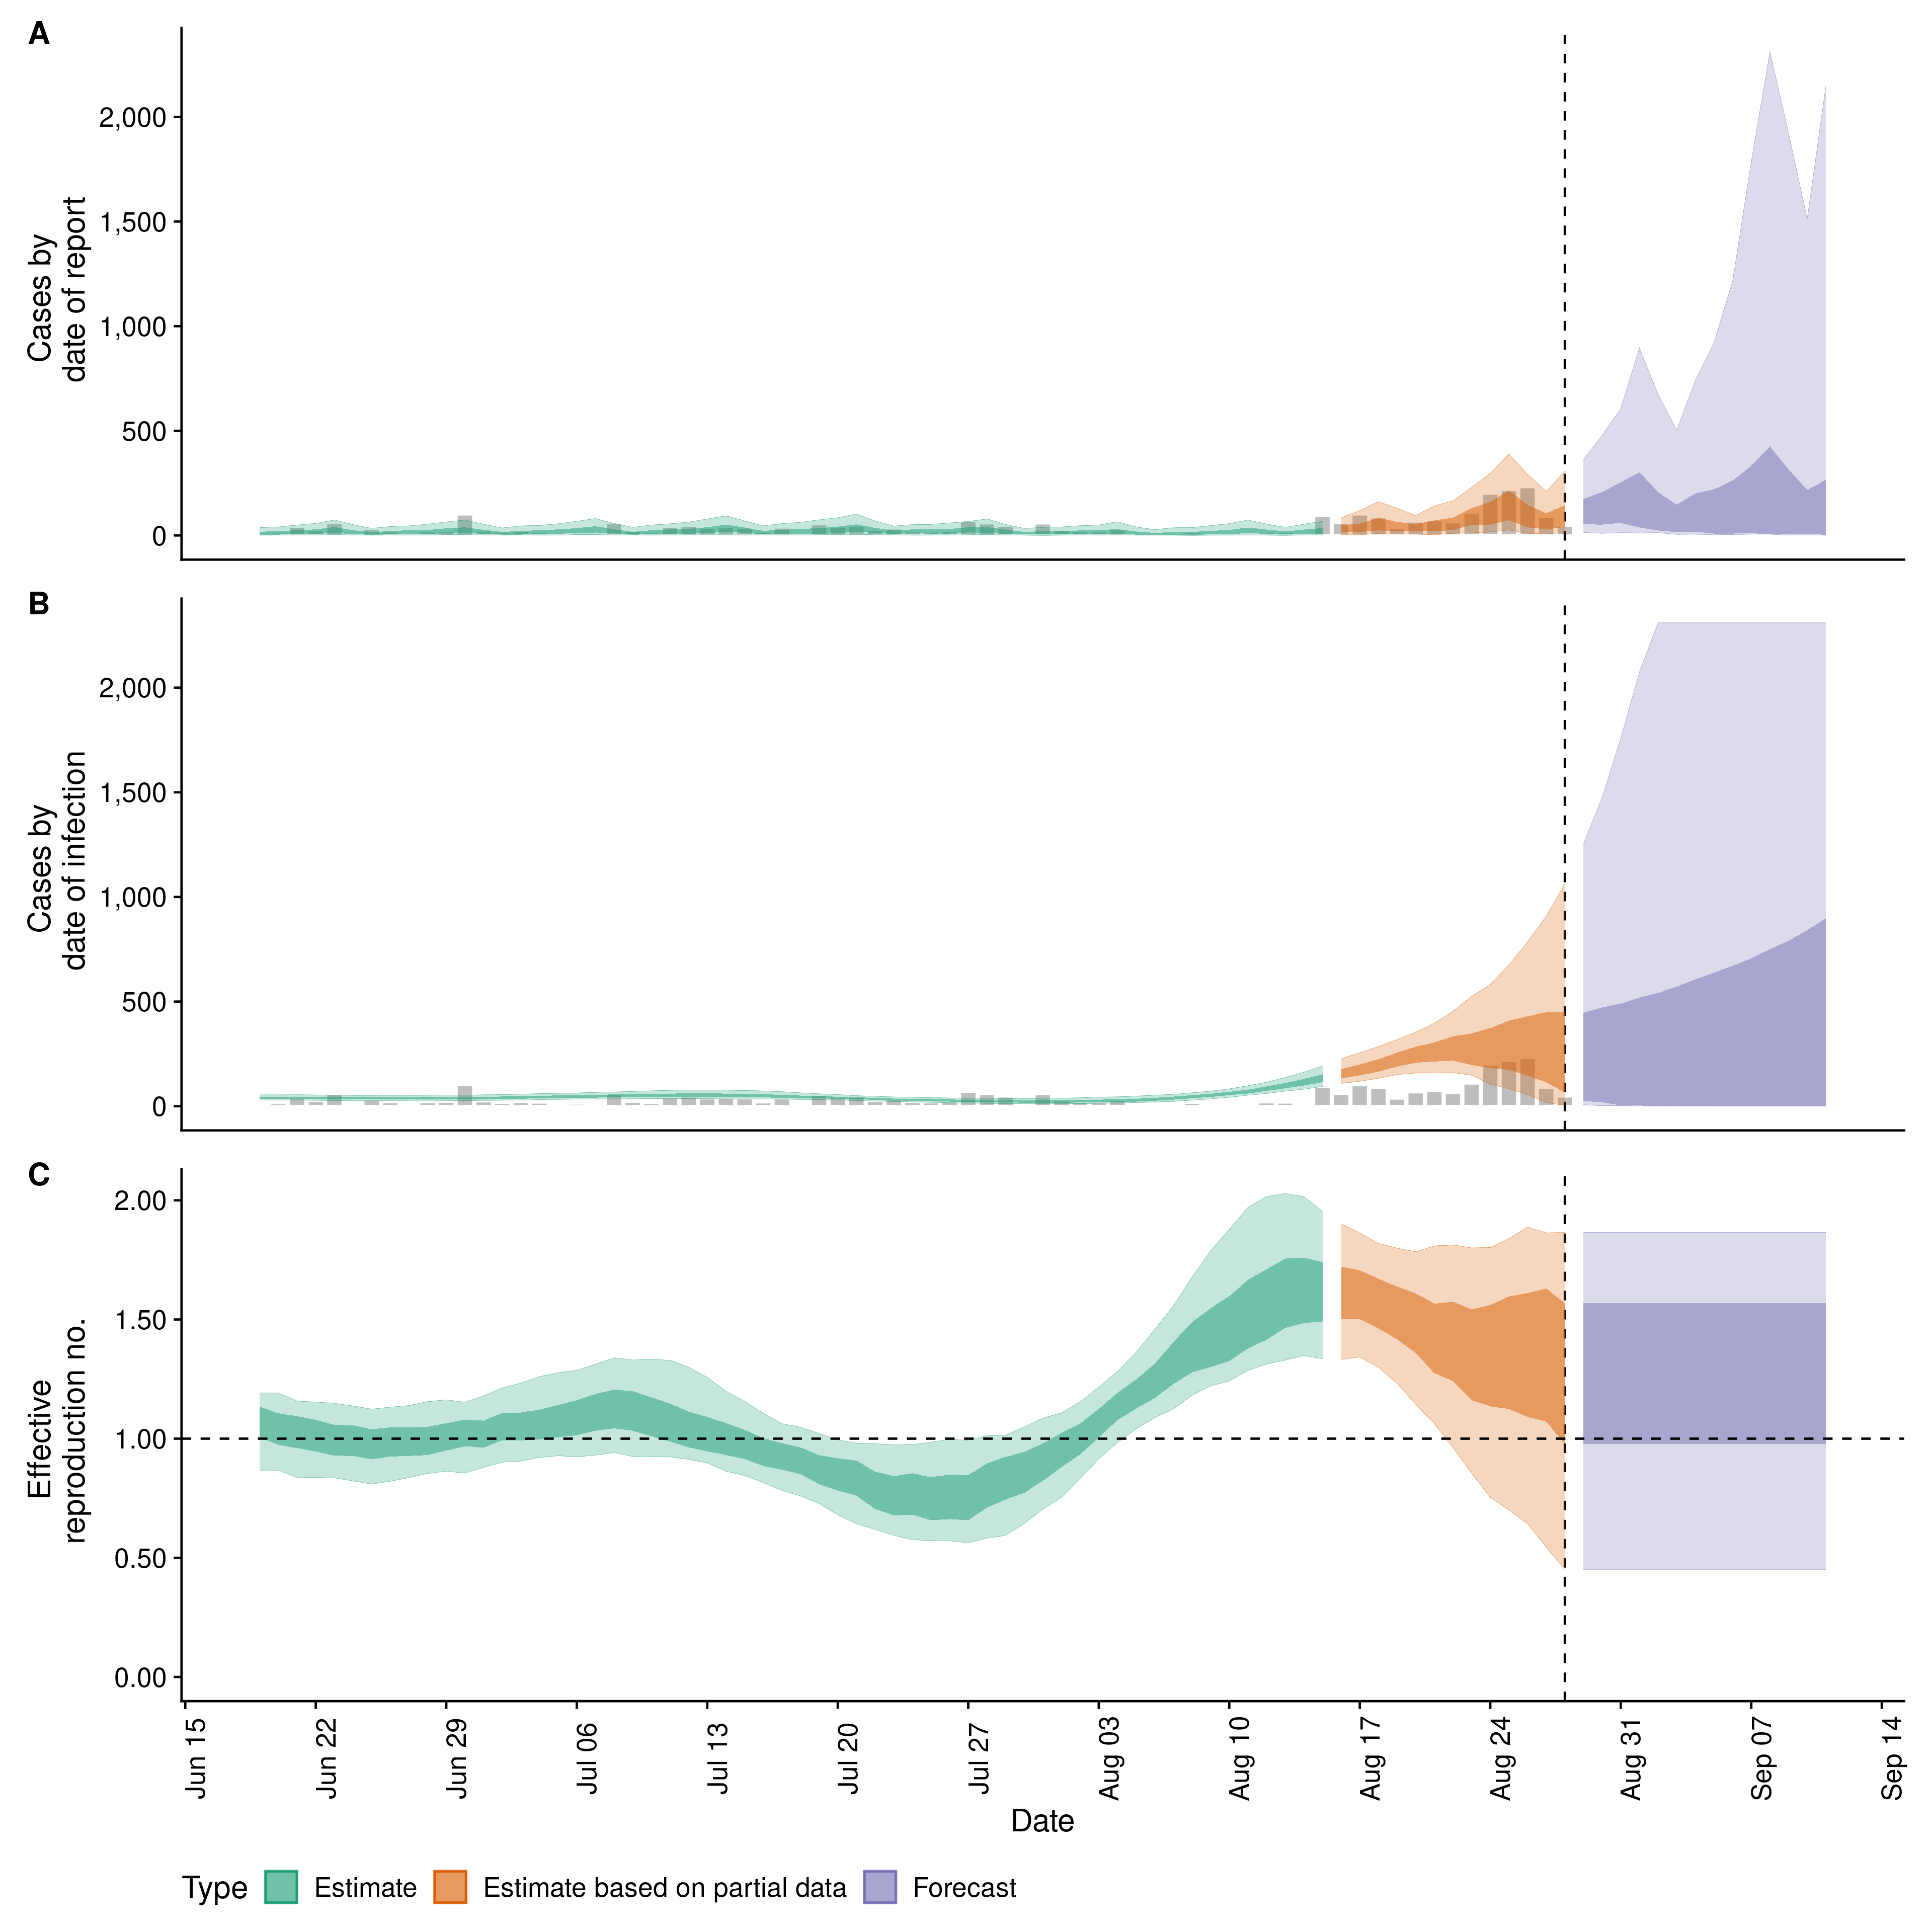 A
Cases by
date of report
2,000
1,500
1,000
500
0
B
Cases by
date of infection
2,000
1,500
1,000
500
0
C
Effective
reproduction no.
2.00
1.50
1.00
0.50
0.00
Jun 15
Jun 22
Jun 29
Jul 06
Jul 13
Jul 20
Jul 27
Aug 03
Aug 10
Aug 17
Aug 24
Aug 31
Sep 07
Sep 14
Date
Type Estimate Estimate based on partial data Forecast